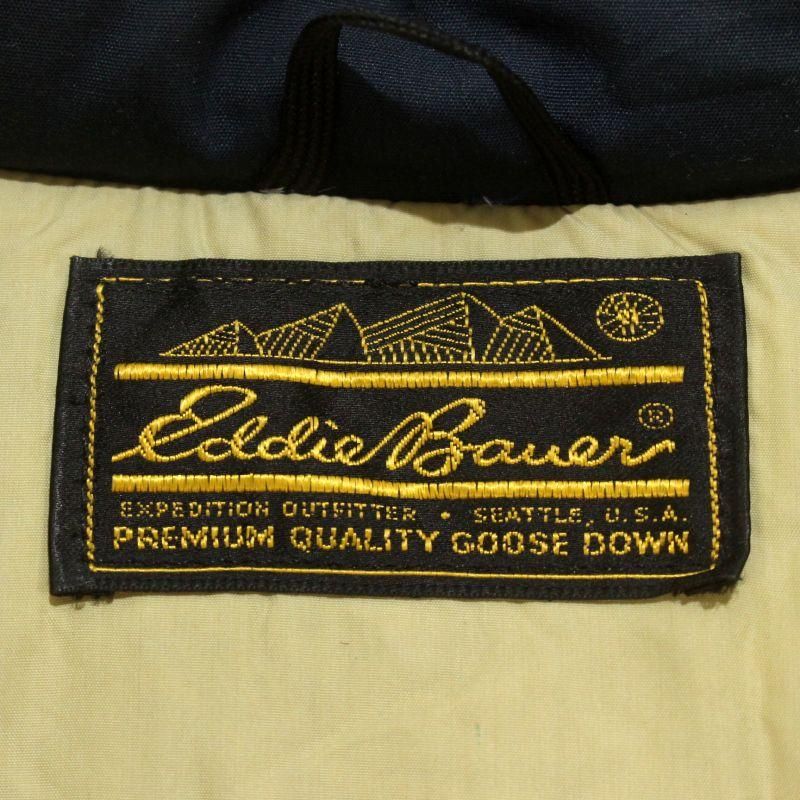 Eddie Bauer ®
EXPEDITION OUTFITTER • SEATTLE, U.S.A.
PREMIUM QUALITY GOOSE DOWN